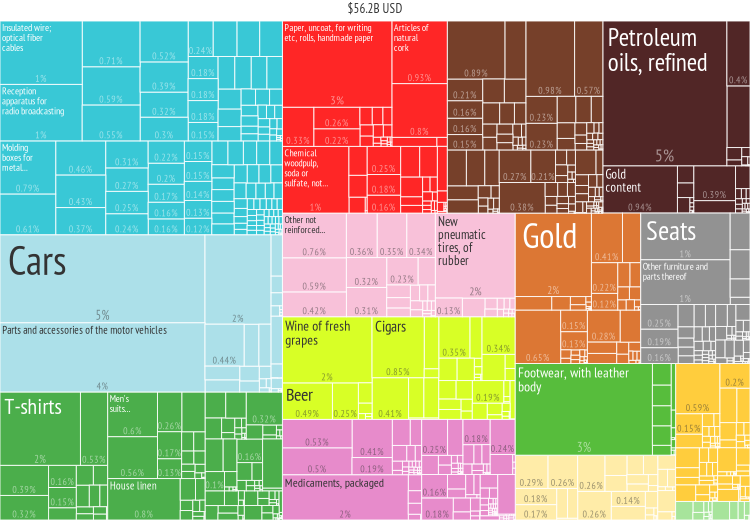 $56.2B USD
Insulated wire;
optical fiber
cables
1%
Reception
apparatus for
radio broadcasting
1%
0.71%
0.59%
0.55%
0.52%
0.39%
0.3%
0.24%
0.18%
0.18%
0.15%
Molding
boxes for
metal...
0.79%
0.61%
0.46%
0.43%
0.37%
0.31%
0.27%
0.25%
0.24%
0.22%
0.2%
0.17%
0.16%
0.16%
0.15%
0.15%
0.14%
0.13%
0.12%
Cars
5%
2%
Parts and accessories of the motor vehicles
4%
0.44%
T-shirts
2%
0.53%
0.39%
0.32%
0.16%
0.15%
Men's
suits...
0.6%
0.56%
House linen
0.8%
0.26%
0.17%
0.13%
0.32%
0.16%
0.1%
Paper, uncoat, for writing
etc, rolls, handmade paper
3%
Articles of
natural
cork
0.93%
0.8%
0.33%
0.26%
0.22%
Chemical
woodpulp,
soda or
sulfate, not...
1%
0.25%
0.18%
0.16%
0.89%
0.21%
0.16%
0.16%
0.15%
0.98%
0.57%
0.23%
0.23%
0.27%
0.21%
0.38%
Petroleum
oils, refined
5%
0.4%
Gold
content
0.94%
0.39%
Other not
reinforced...
0.76%
0.59%
0.42%
0.36%
0.35%
0.34%
0.32%
0.23%
0.31%
New
pneumatic
tires, of
rubber
2%
0.13%
Wine of fresh
grapes
2%
Cigars
0.85%
0.35%
0.34%
Beer
0.49%
0.25%
0.41%
0.19%
0.53%
0.5%
0.41%
0.19%
0.25%
0.18%
0.24%
Medicaments, packaged
2%
0.16%
0.18%
Gold
2%
0.41%
0.22%
0.12%
0.65%
0.15%
0.13%
0.28%
Seats
1%
Other furniture and
parts thereof
1%
0.25%
0.19%
0.16%
Footwear, with leather
body
3%
0.59%
0.2%
0.15%
0.29%
0.26%
0.26%
0.18%
0.14%
0.17%
0.26%